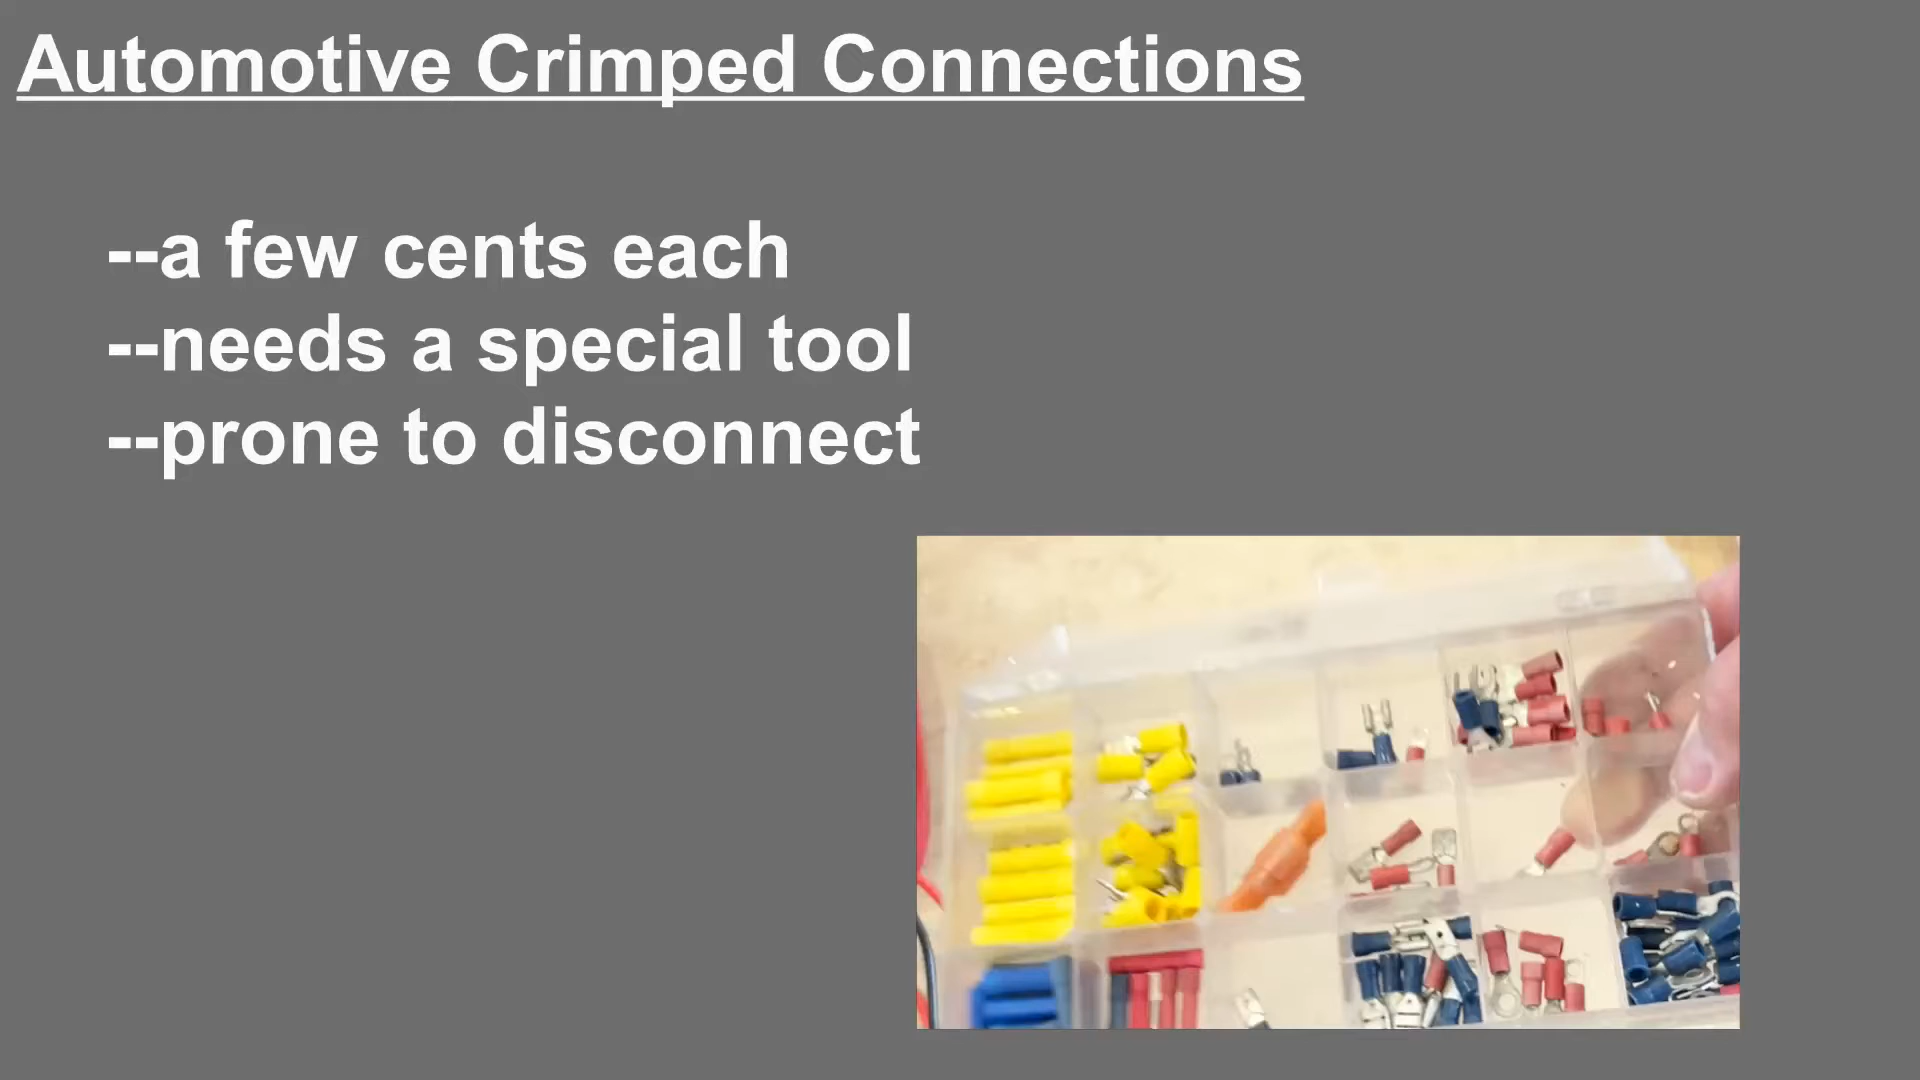 Automotive Crimped Connections
--a few cents each
--needs a special tool
--prone to disconnect